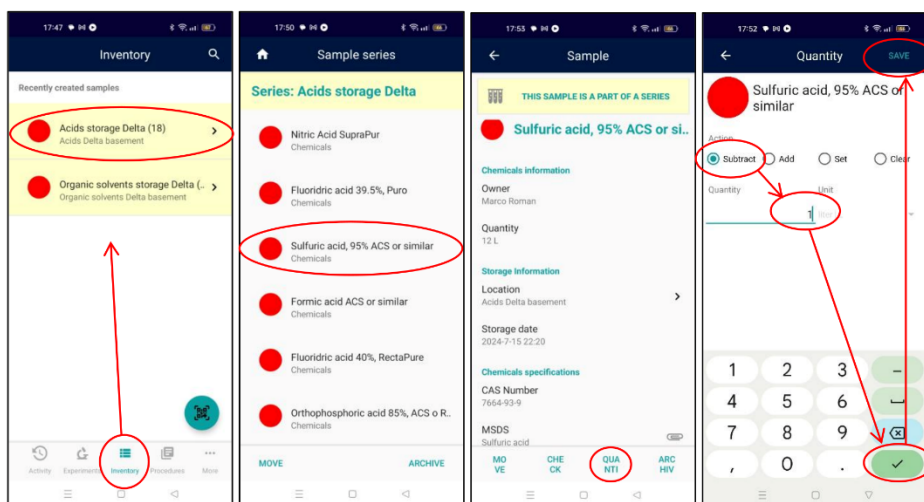 17:47
Inventory
Recently created samples
Acids storage Delta (18)
Acids Delta basement
Organic solvents storage Delta (..
Organic solvents Delta basement
Activity
Experiments
Inventory
Procedures
More
17:50
Sample series
Series: Acids storage Delta
Nitric Acid SupraPur
Chemicals
Fluoridric acid 39.5%, Puro
Chemicals
Sulfuric acid, 95% ACS or similar
Chemicals
Formic acid ACS or similar
Chemicals
Fluoridric acid 40%, RectaPure
Chemicals
Orthophosphoric acid 85%, ACS o R..
Chemicals
MOVE
ARCHIVE
17:53
Sample
THIS SAMPLE IS A PART OF A SERIES
Sulfuric acid, 95% ACS or si..
Chemicals information
Owner
Marco Roman
Quantity
12 L
Storage information
Location
Acids Delta basement
Storage date
2024-7-15 22:20
Chemicals specifications
CAS Number
7664-93-9
MSDS
Sulfuric acid
MO
VE
CHE
CK
QUA
NTI
ARC
HIV
17:52
Quantity
SAVE
Sulfuric acid, 95% ACS or
similar
Action
Subtract
Add
Set
Clear
Quantity
Unit
1
liter
1 2 3 -
4 5 6
7 8 9
, 0 .